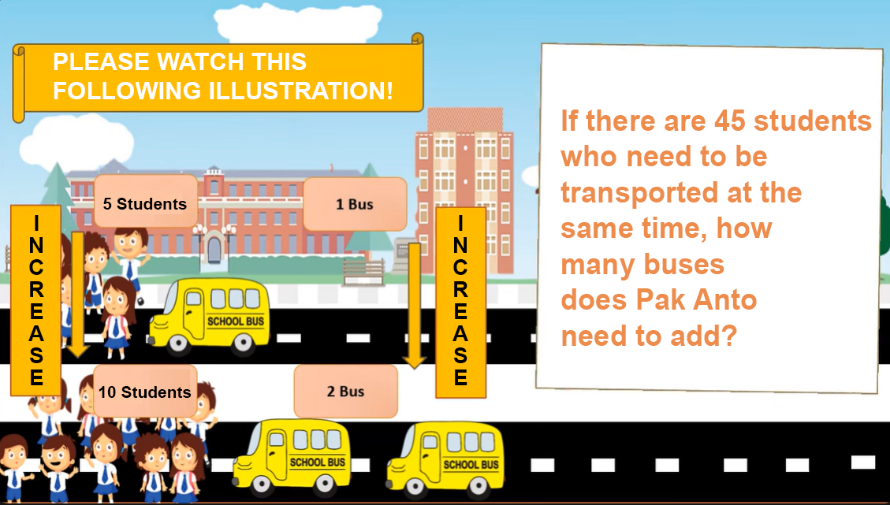 PLEASE WATCH THIS
FOLLOWING ILLUSTRATION!
5 Students
1 Bus
INCREASE
INCREASE
SCHOOL BUS
10 Students
2 Bus
SCHOOL BUS
SCHOOL BUS
If there are 45 students
who need to be
transported at the
same time, how
many buses
does Pak Anto
need to add?